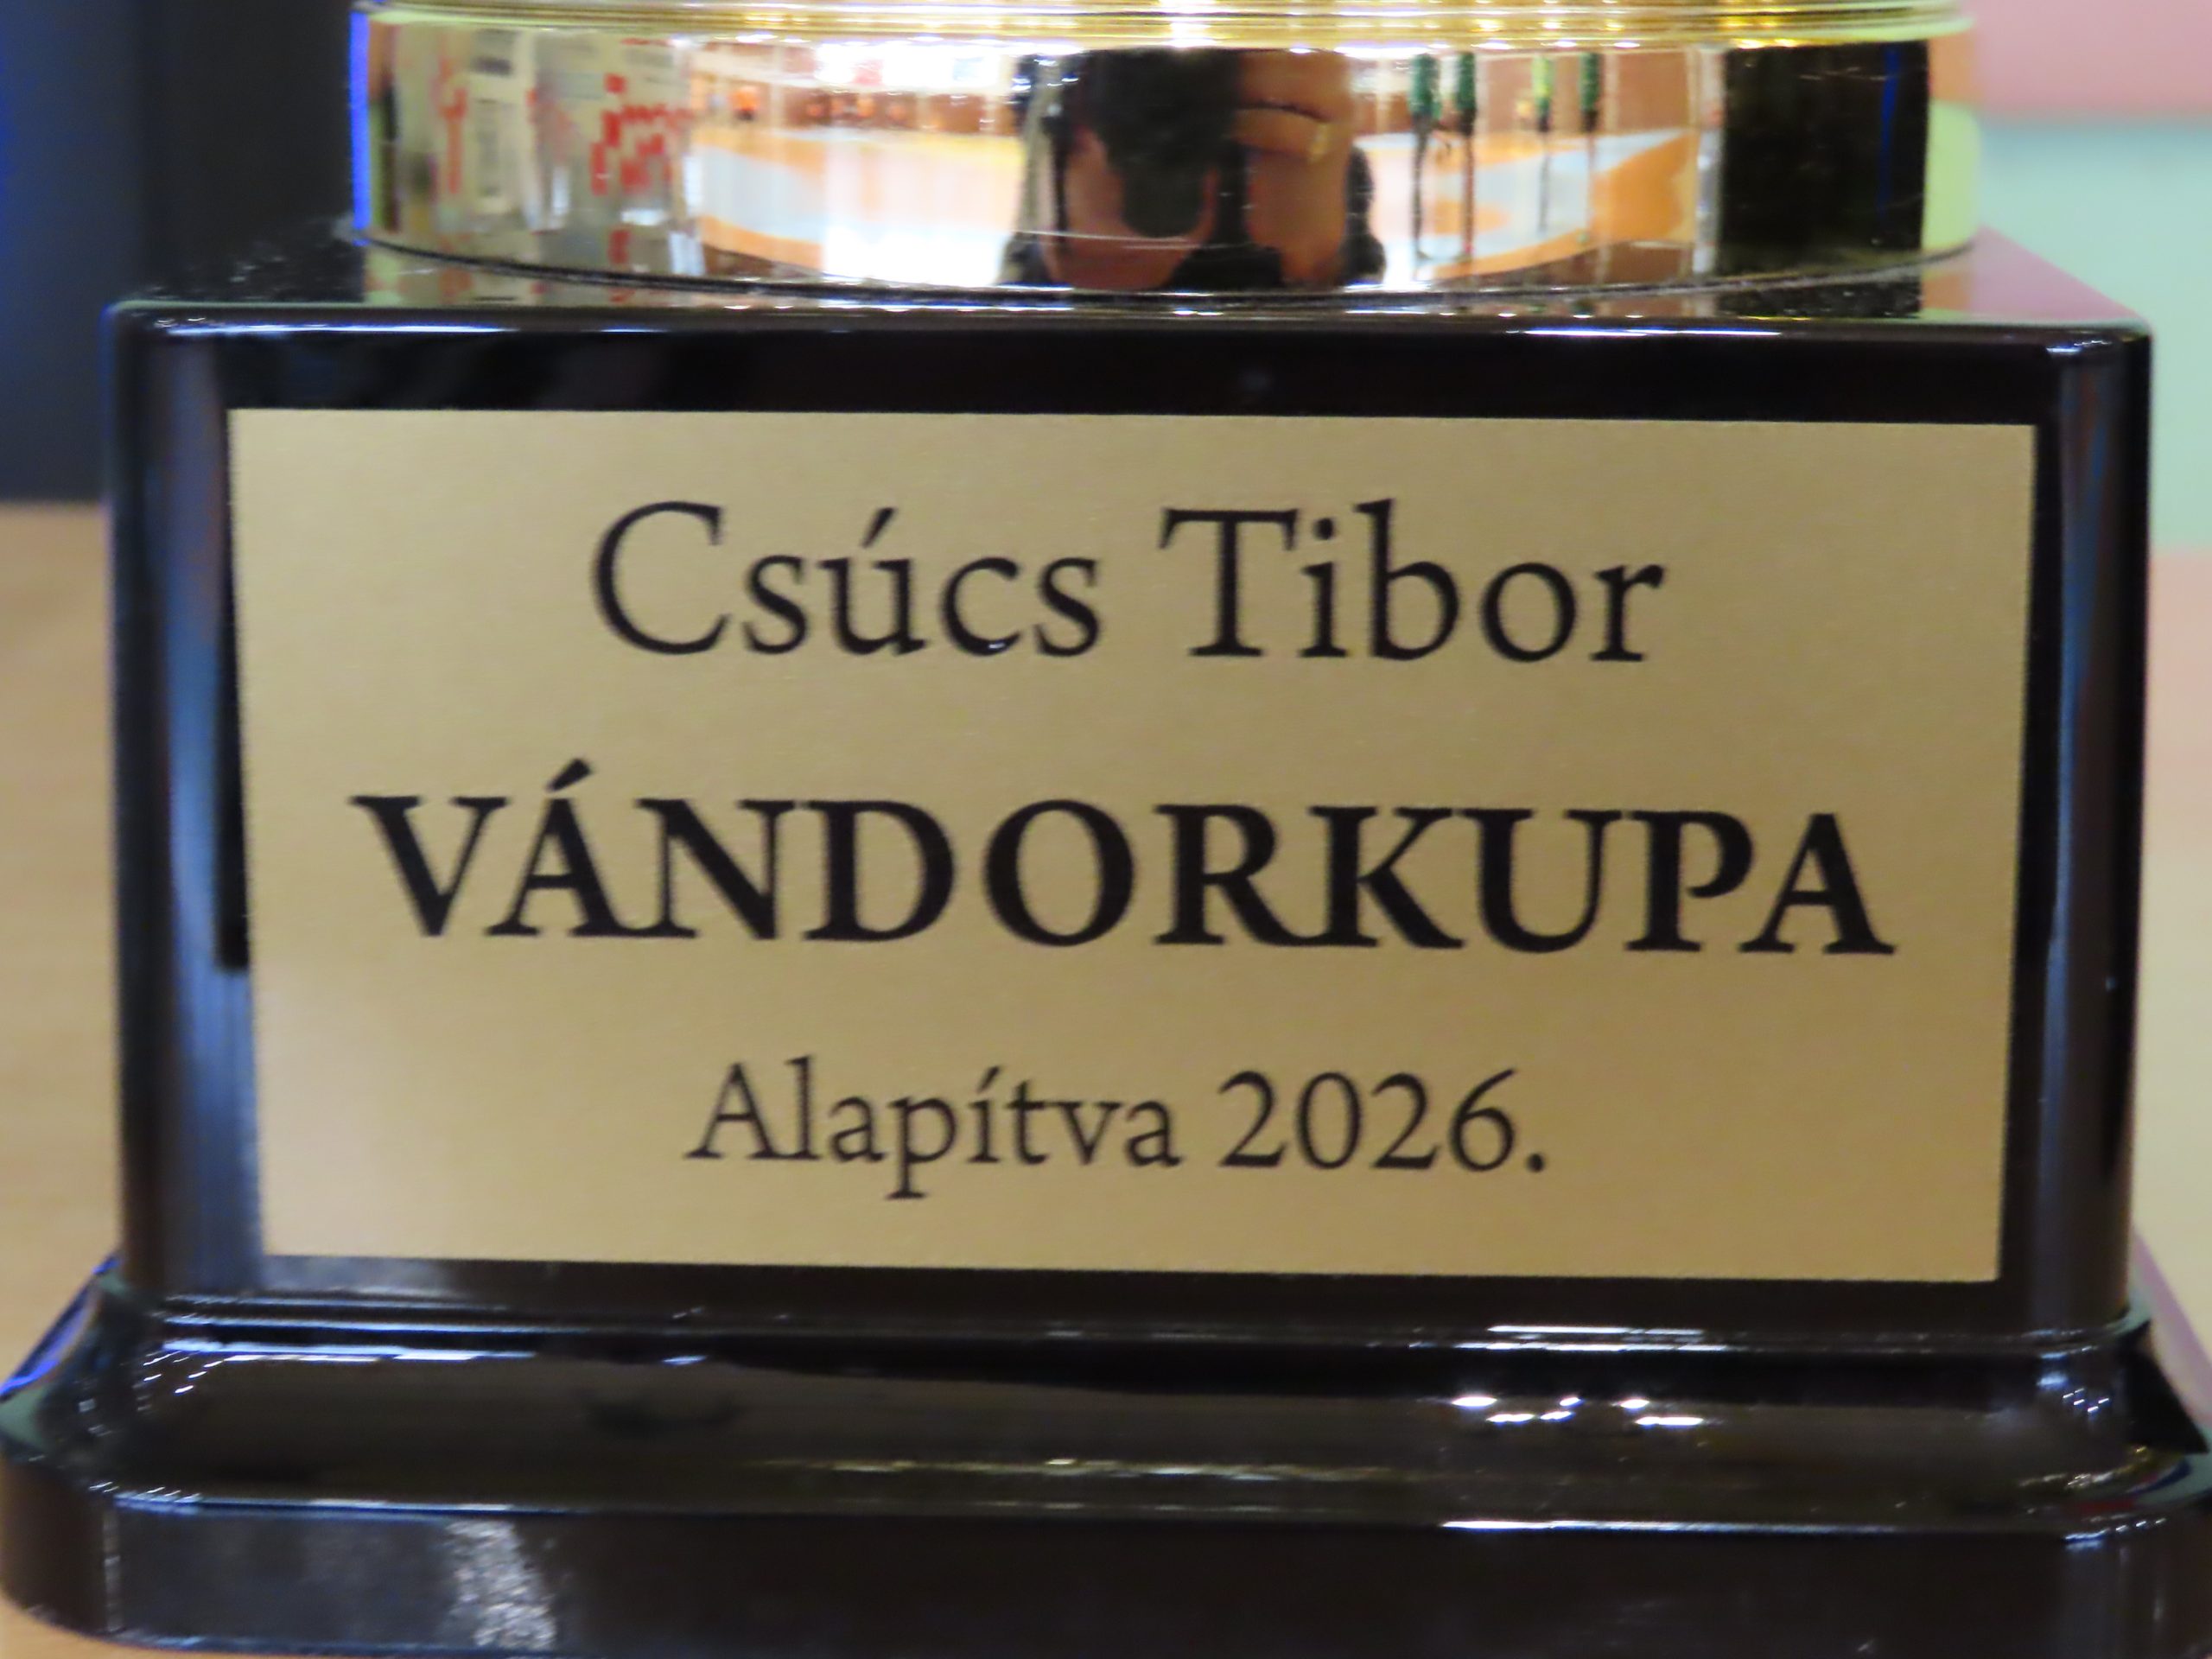 Csúcs Tibor
VÁNDORKUPA
Alapítva 2026.